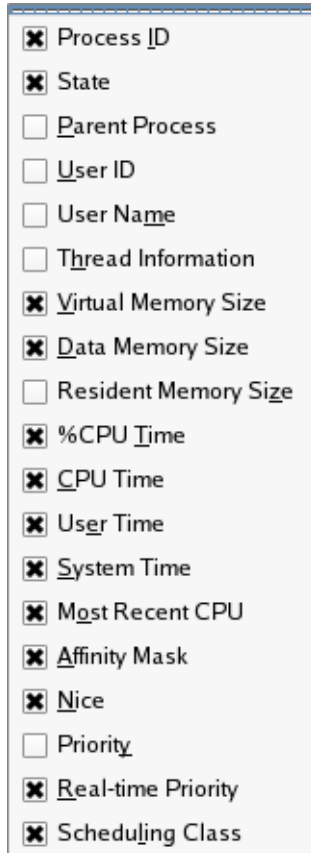 Process ID
State
Parent Process
User ID
User Name
Thread Information
Virtual Memory Size
Data Memory Size
Resident Memory Size
%CPU Time
CPU Time
User Time
System Time
Most Recent CPU
Affinity Mask
Nice
Priority
Real-time Priority
Scheduling Class